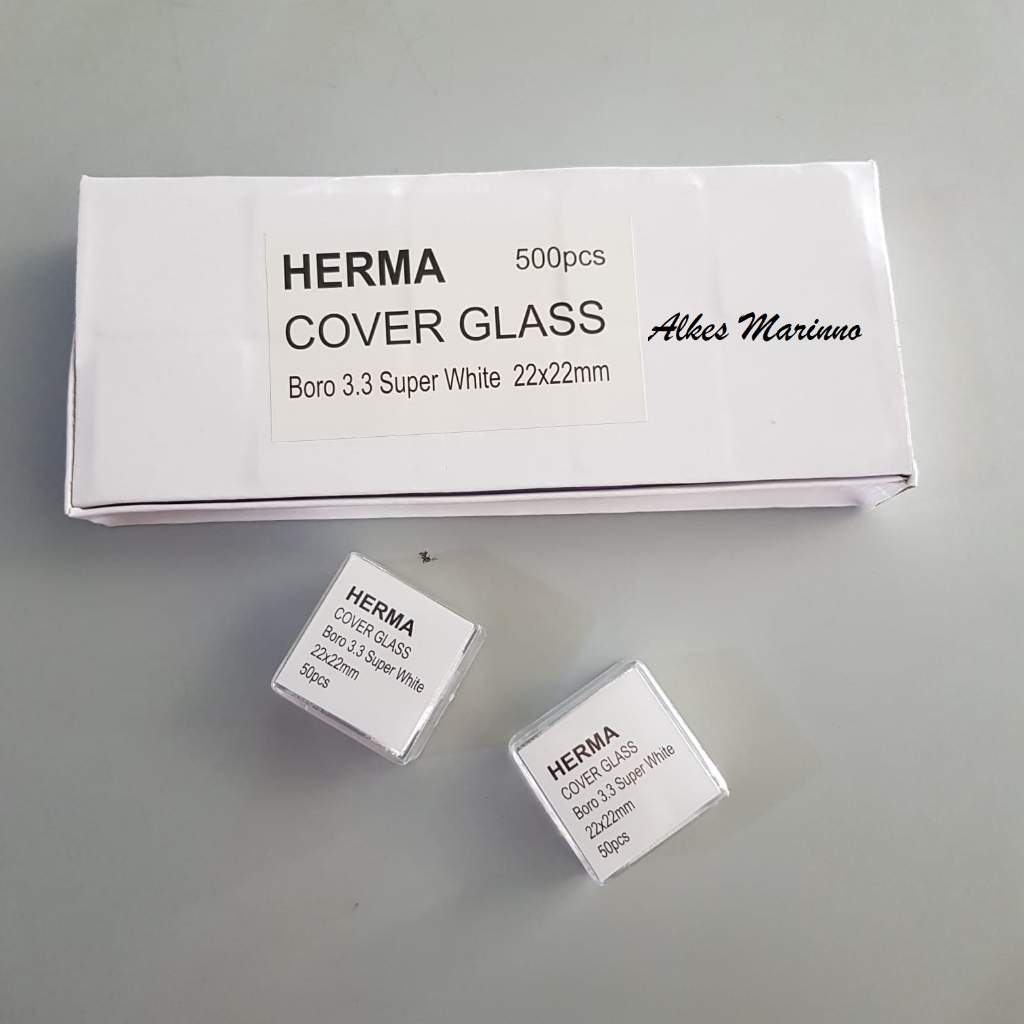 HERMA 500pcs
COVER GLASS
Boro 3.3 Super White 22x22mm
Alkes Marinno
HERMA
COVER GLASS
Boro 3.3 Super White
22x22mm
50pcs
HERMA
COVER GLASS
Boro 3.3 Super White
22x22mm
50pcs